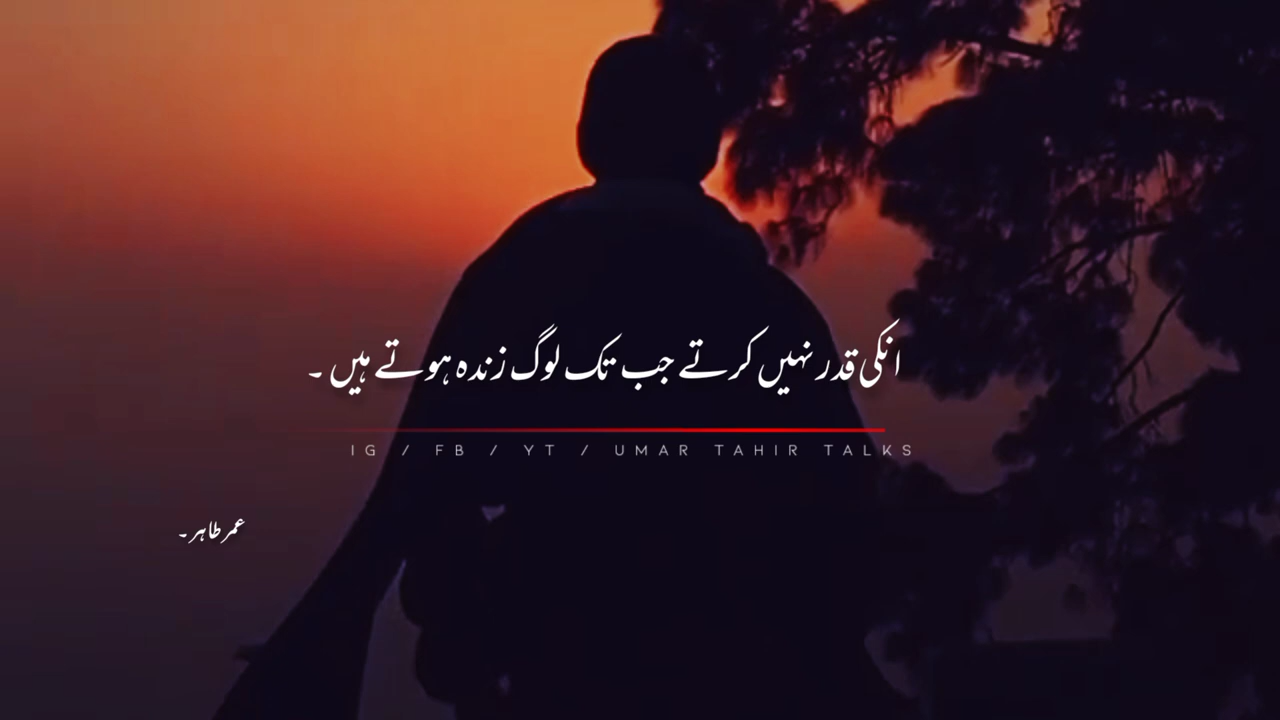 انکی قدر نہیں کرتے جب تک لوگ زندہ ہوتے ہیں ۔
IG / FB / YT / UMAR TAHIR TALKS
عمر طاہر ۔